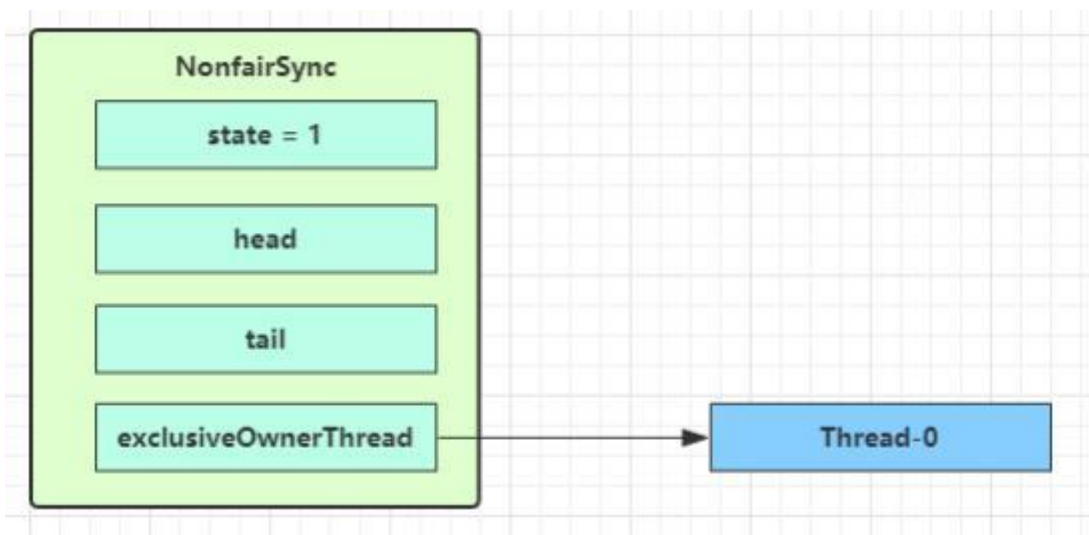 NonfairSync
state = 1
head
tail
exclusiveOwnerThread
Thread-0